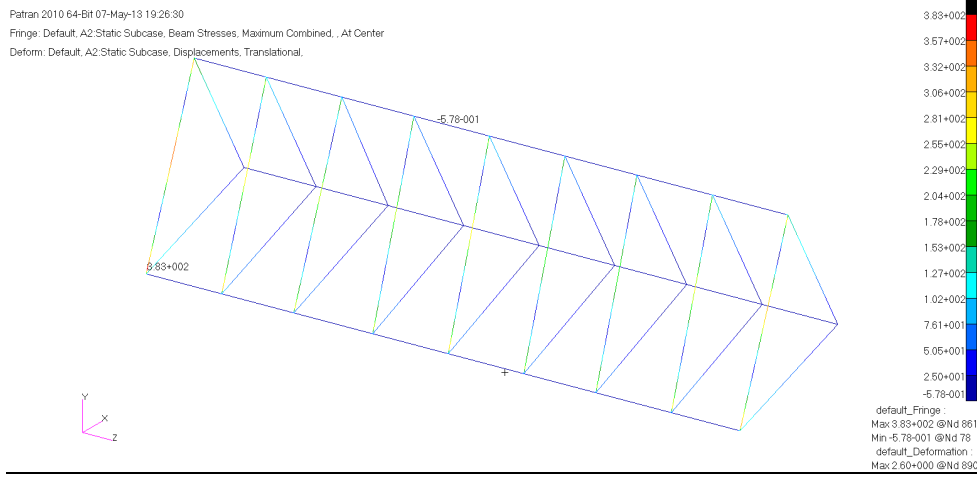 Patran 2010 64-Bit 07-May-13 19:26:30
Fringe: Default, A2:Static Subcase, Beam Stresses, Maximum Combined, , At Center
Deform: Default, A2:Static Subcase, Displacements, Translational,
3.83+002
3.57+002
3.32+002
3.06+002
2.81+002
2.55+002
2.29+002
2.04+002
1.78+002
1.53+002
1.27+002
1.02+002
7.61+001
5.05+001
2.50+001
-5.78-001
-5.78-001
3.83+002
Y
X
Z
default_Fringe :
Max 3.83+002 @Nd 861
Min -5.78-001 @Nd 78
default_Deformation :
Max 2.60+000 @Nd 890